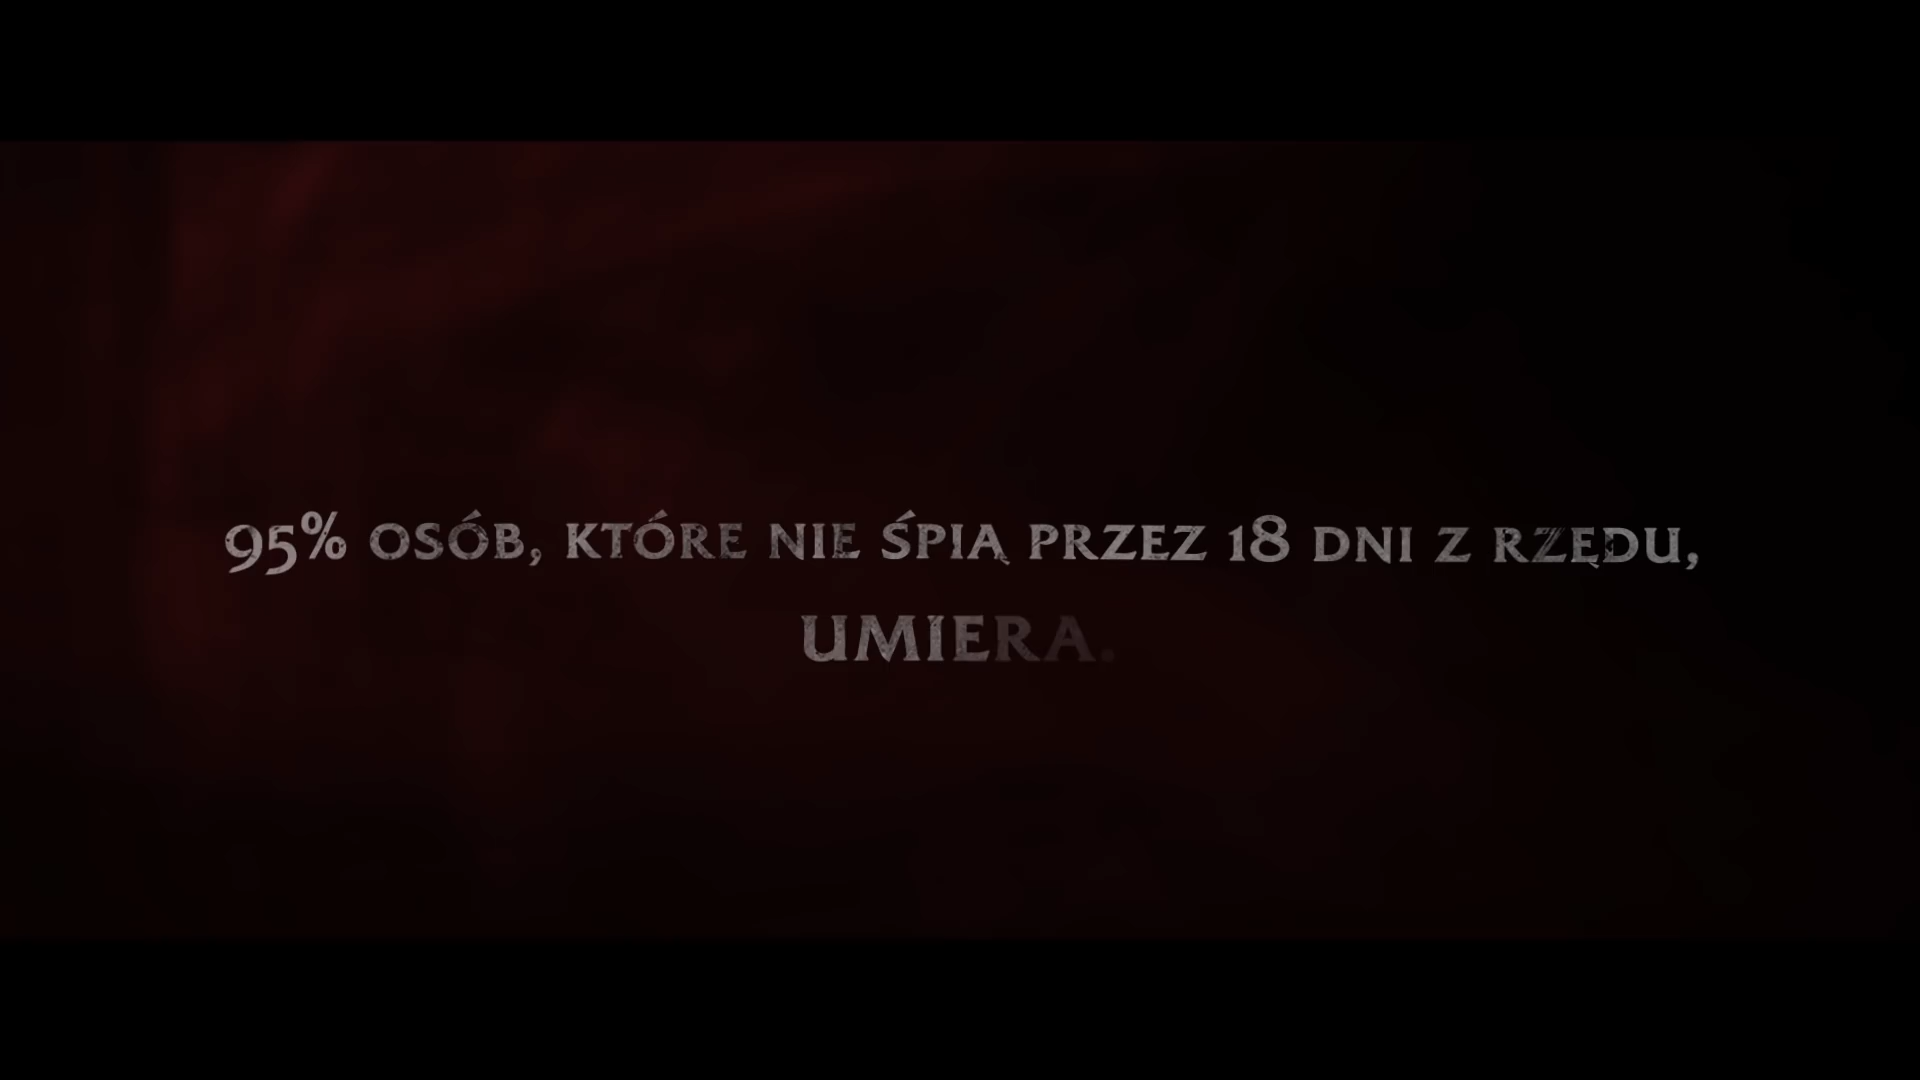 95% OSÓB, KTÓRE NIE ŚPIĄ PRZEZ 18 DNI Z RZĘDU,
UMIERA.